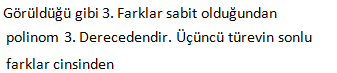 Görüldüğü gibi 3. Farklar sabit olduğundan
polinom 3. Derecedendir. Üçüncü türevin sonlu
farklar cinsinden